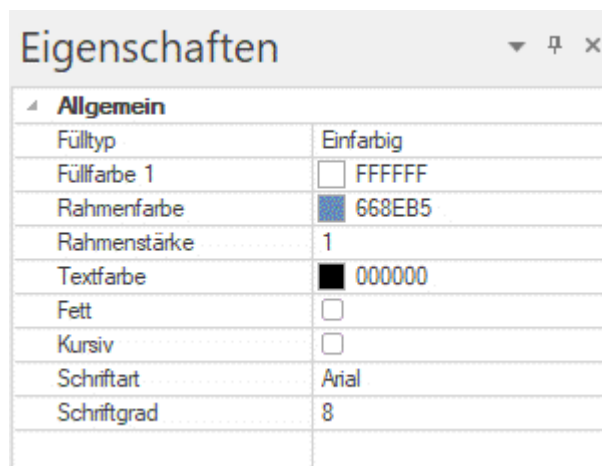 Eigenschaften
Allgemein
Fülltyp Einfarbig
Füllfarbe 1 FFFFFF
Rahmenfarbe 668EB5
Rahmenstärke 1
Textfarbe 000000
Fett
Kursiv
Schriftart Arial
Schriftgrad 8